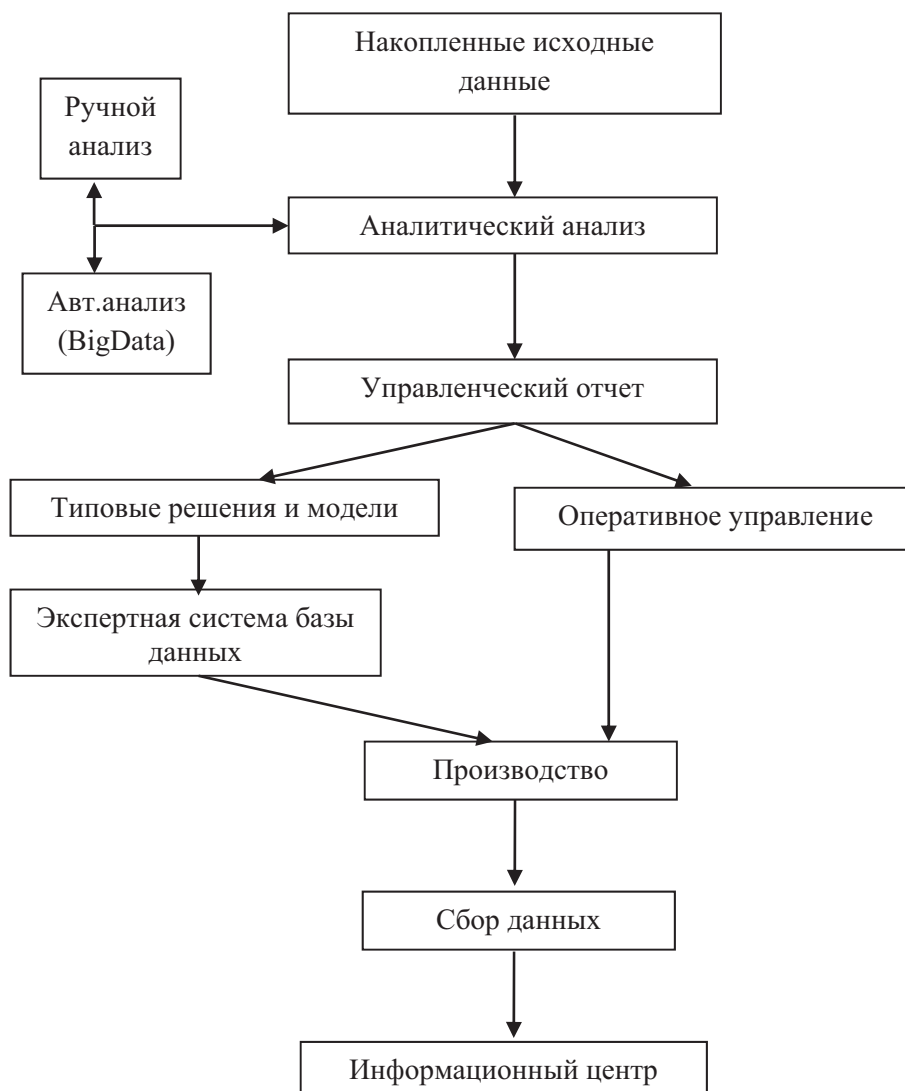 Накопленные исходные
данные
Ручной
анализ
Аналитический анализ
Авт.анализ
(BigData)
Управленческий отчет
Типовые решения и модели
Оперативное управление
Экспертная система базы
данных
Производство
Сбор данных
Информационный центр